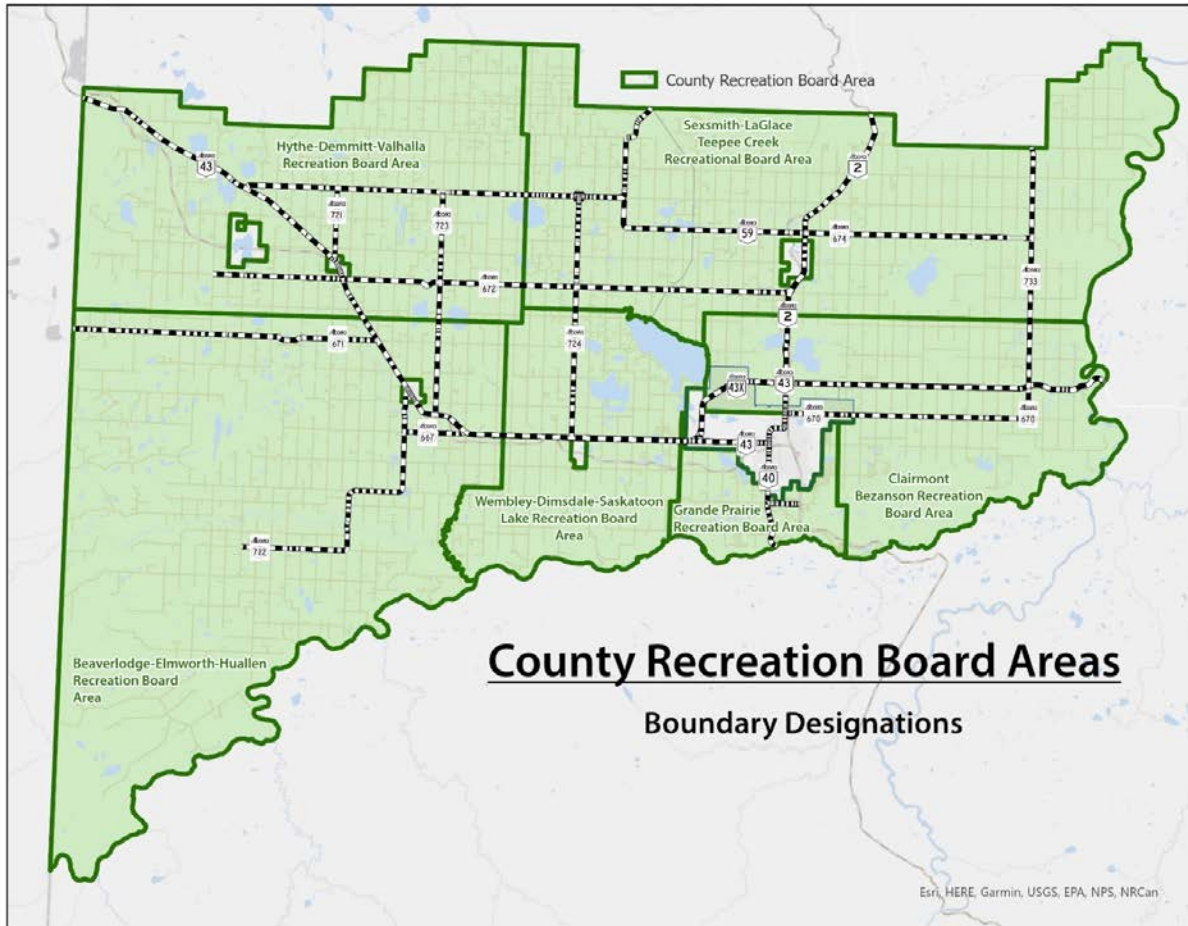 County Recreation Board Area
Hythe-Demmitt-Valhalla
Recreation Board Area
Sexsmith-LaGlace
Teepee Creek
Recreational Board Area
43
2
721
723
59
674
672
733
2
671
724
43X
43
670
670
667
43
40
722
Wembley-Dimsdale-Saskatoon
Lake Recreation Board
Area
Grande Prairie
Recreation Board Area
Clairmont
Bezanson Recreation
Board Area
Beaverlodge-Elmworth-Huallen
Recreation Board
Area
County Recreation Board Areas
Boundary Designations
Esri, HERE, Garmin, USGS, EPA, NPS, NRCan